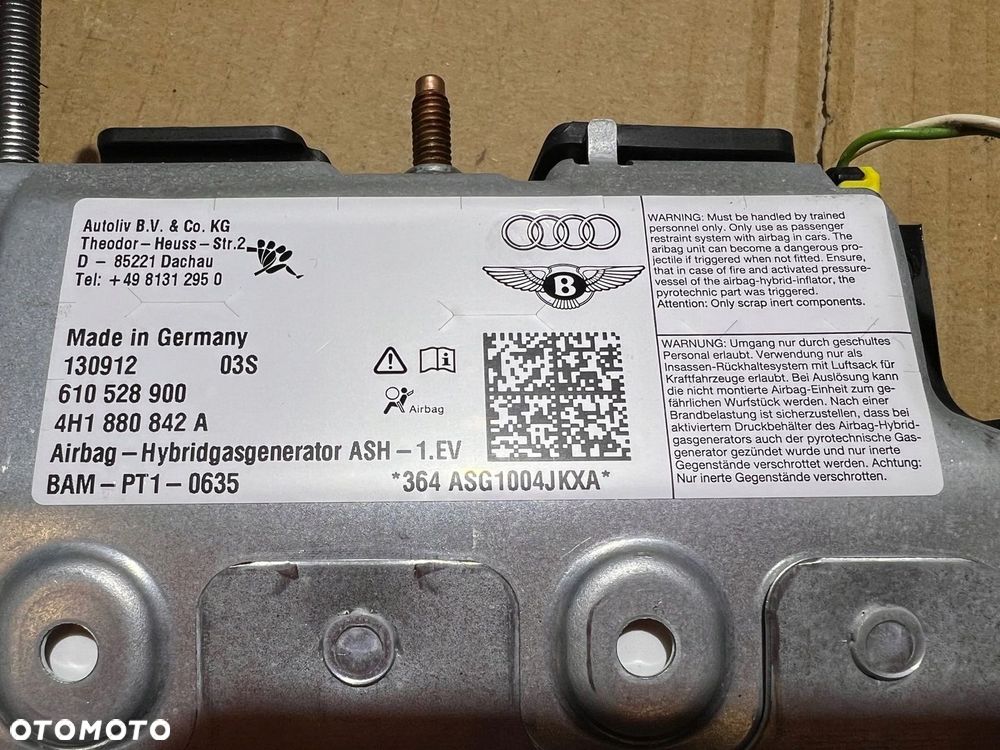 Autoliv B.V. & Co. KG
Theodor-Heuss-Str.2
D - 85221 Dachau
Tel: +49 8131 295 0
Made in Germany
130912 03S
610 528 900
4H1 880 842 A
Airbag-Hybridgasgenerator ASH-1.EV
BAM-PT1-0635
B
Airbag
*364 ASG1004JKXA*
WARNING: Must be handled by trained
personnel only. Only use as passenger
restraint system with airbag in cars. The
airbag unit can become a dangerous pro-
jectile if triggered when not fitted. Ensure,
that in case of fire and activated pressure-
vessel of the airbag-hybrid-inflator, the
pyrotechnic part was triggered.
Attention: Only scrap inert components.
WARNUNG: Umgang nur durch geschultes
Personal erlaubt. Verwendung nur als
Insassen-Rückhaltesystem mit Luftsack für
Kraftfahrzeuge erlaubt. Bei Auslösung kann
die nicht montierte Airbag-Einheit zum ge-
fährlichen Wurfstück werden. Nach einer
Brandbelastung ist sicherzustellen, dass bei
aktiviertem Druckbehälter des Airbag-Hybrid-
gasgenerators auch der pyrotechnische Gas-
generator gezündet wurde und nur inerte
Gegenstände verschrottet werden. Achtung:
Nur inerte Gegenstände verschrotten.
OTOMOTO